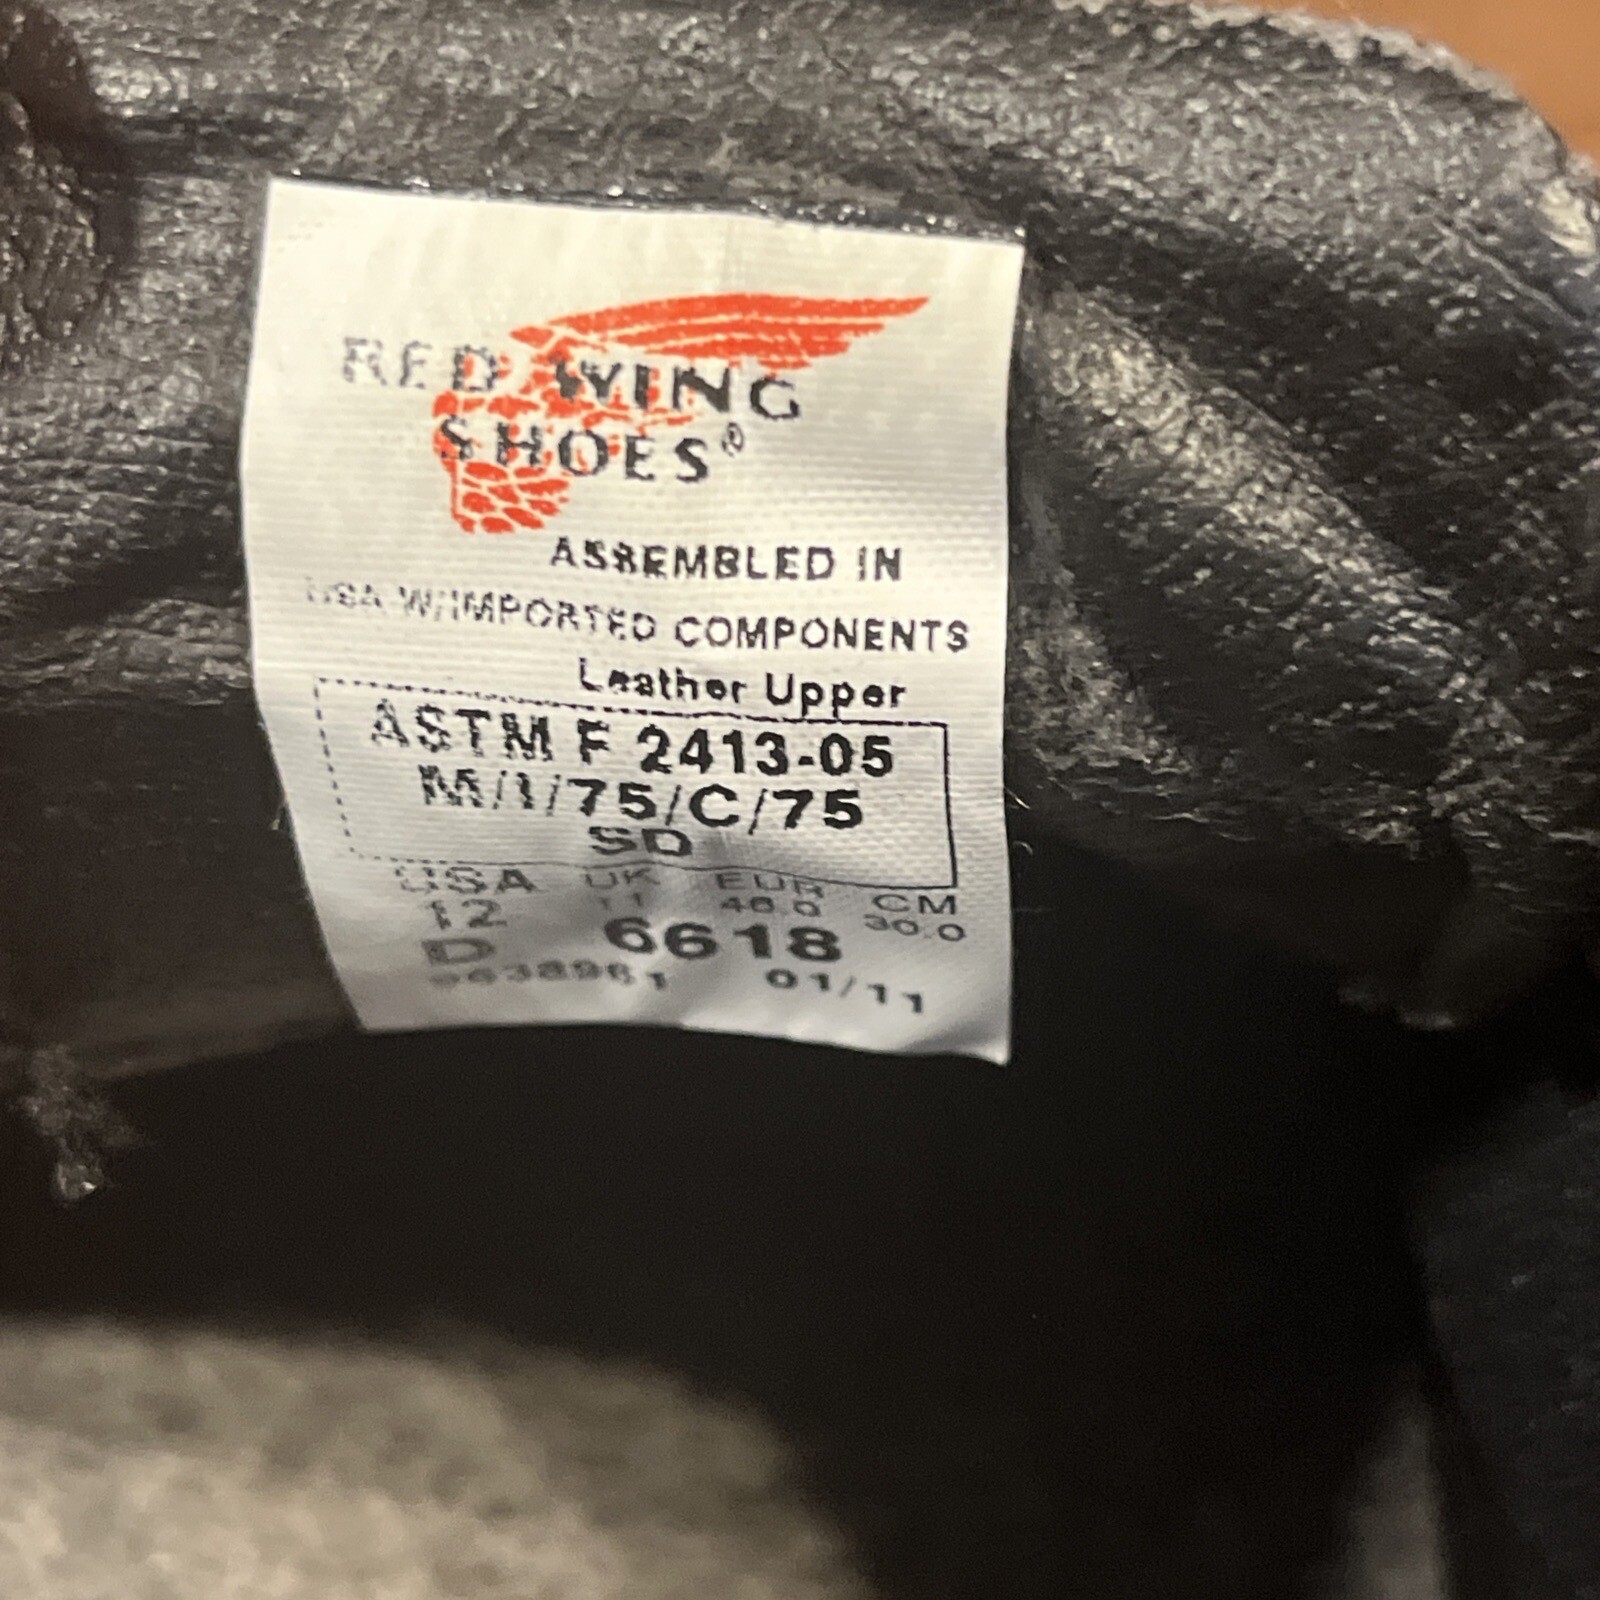 RED WING
SHOES®
ASSEMBLED IN
USA W/IMPORTED COMPONENTS
Leather Upper
ASTM F 2413-05
M/I/75/C/75
SD
USA UK EUR CM
12 11 46.0 30.0
D 6618
01/11